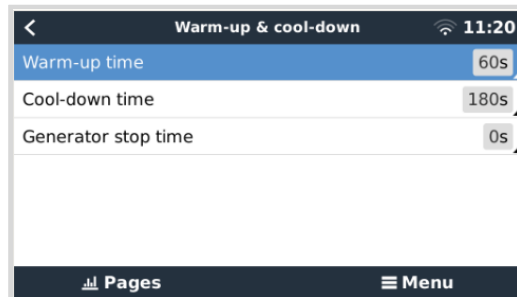 Warm-up & cool-down 11:20
Warm-up time 60s
Cool-down time 180s
Generator stop time 0s
Pages Menu